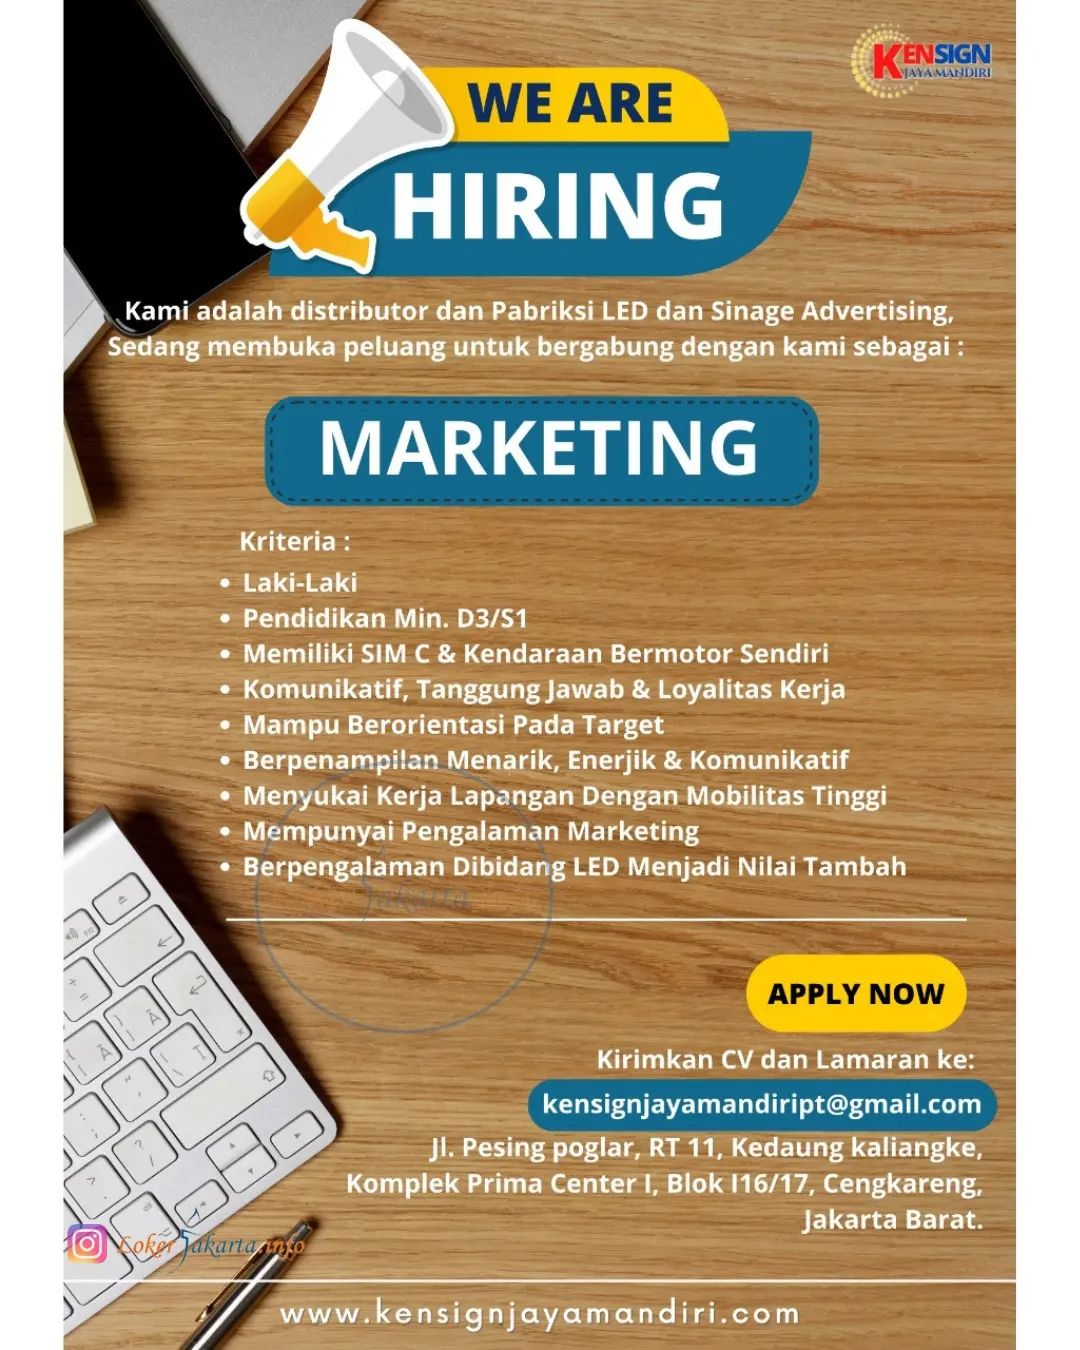 KENSIGN
JAYA MANDIRI
WE ARE
HIRING
Kami adalah distributor dan Pabriksi LED dan Sinage Advertising,
Sedang membuka peluang untuk bergabung dengan kami sebagai :
MARKETING
Kriteria :
• Laki-Laki
• Pendidikan Min. D3/S1
• Memiliki SIM C & Kendaraan Bermotor Sendiri
• Komunikatif, Tanggung Jawab & Loyalitas Kerja
• Mampu Berorientasi Pada Target
• Berpenampilan Menarik, Enerjik & Komunikatif
• Menyukai Kerja Lapangan Dengan Mobilitas Tinggi
• Mempunyai Pengalaman Marketing
• Berpengalaman Dibidang LED Menjadi Nilai Tambah
Jakarta
APPLY NOW
Kirimkan CV dan Lamaran ke:
kensignjayamandiript@gmail.com
Jl. Pesing poglar, RT 11, Kedaung kaliangke,
Komplek Prima Center I, Blok I16/17, Cengkareng,
Jakarta Barat.
Loker Jakarta.info
www.kensignjayamandiri.com